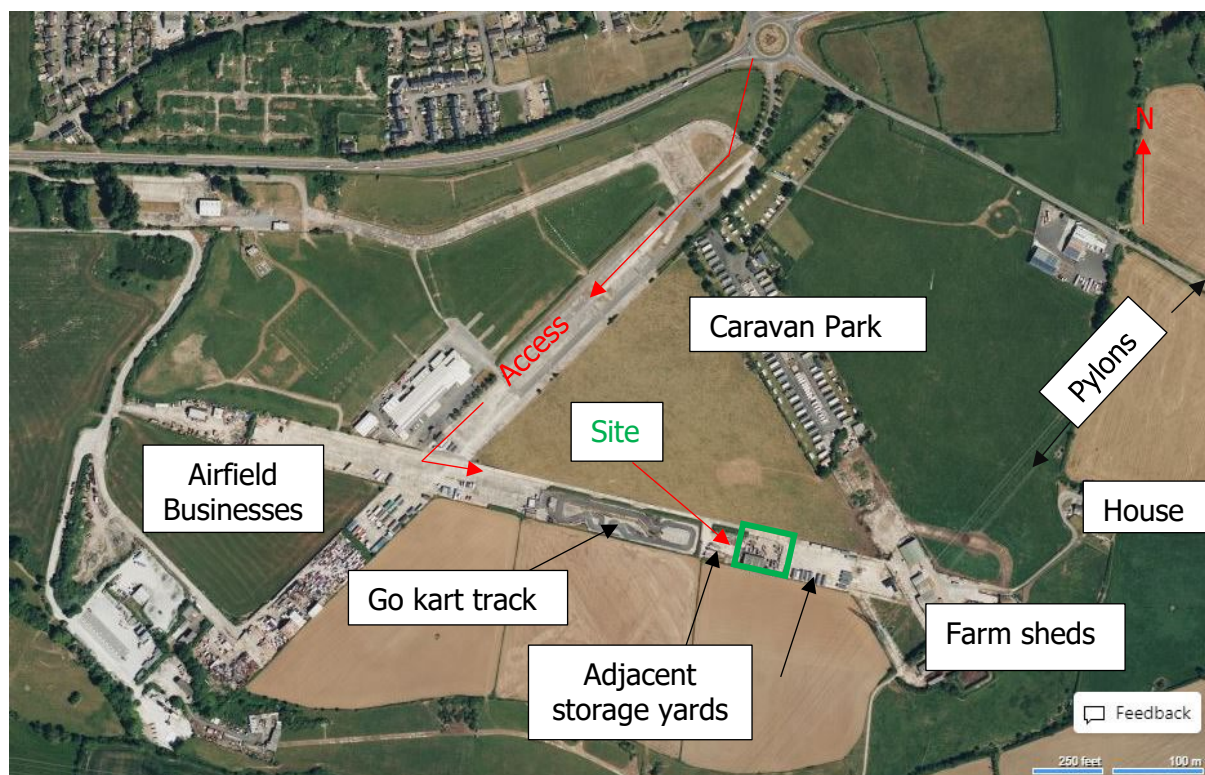 N
Caravan Park
Pylons
Access
Site
Airfield
Businesses
House
Go kart track
Farm sheds
Adjacent
storage yards
Feedback
250 feet
100 m